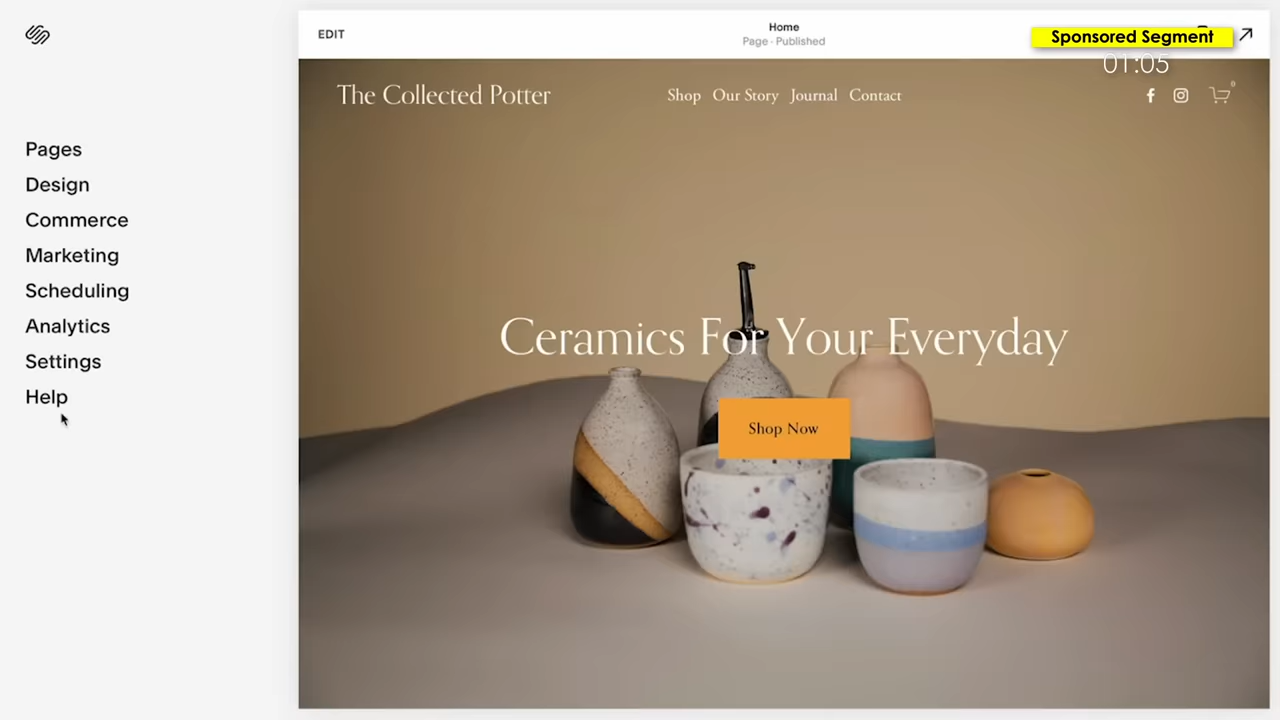 EDIT
Home
Page · Published
Sponsored Segment
01:05
The Collected Potter
Shop Our Story Journal Contact
0
Pages
Design
Commerce
Marketing
Scheduling
Analytics
Settings
Help
Ceramics For Your Everyday
Shop Now